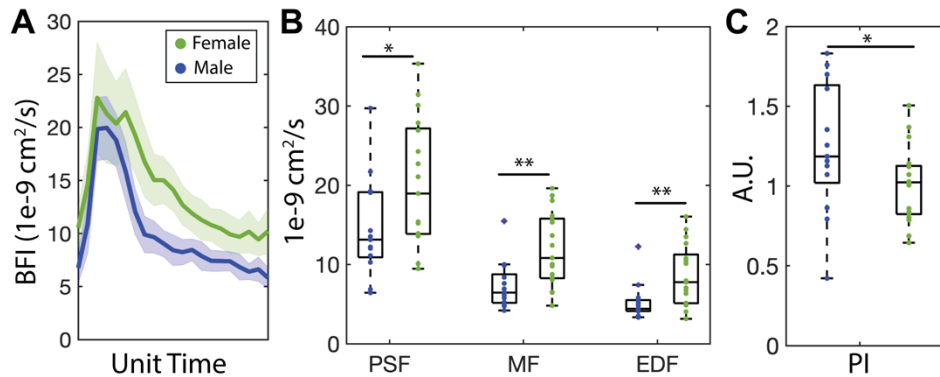 A
30
25
20
15
10
5
0
BFI (1e-9 cm²/s)
Unit Time
Female
Male
B
40
30
20
10
0
1e-9 cm²/s
*
**
**
PSF
MF
EDF
C
2
1.5
1
0.5
0
A.U.
*
PI